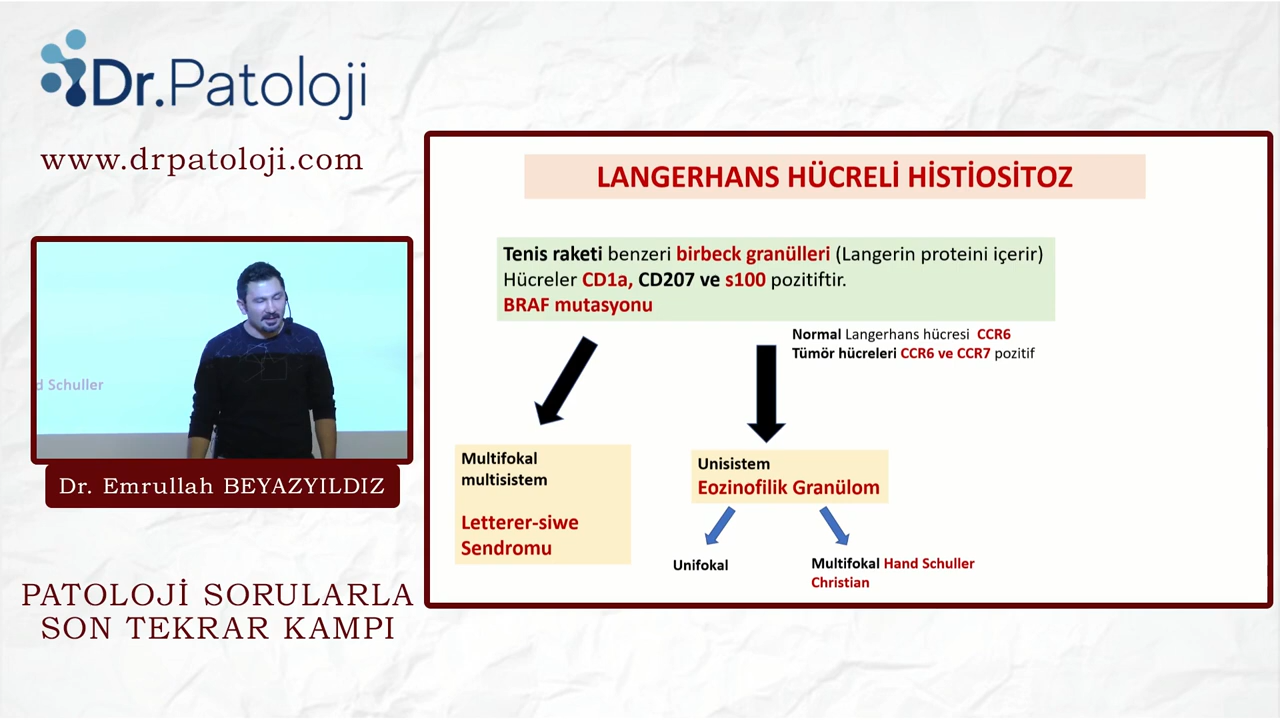 Dr.Patoloji
www.drpatoloji.com
d Schuller
Dr. Emrullah BEYAZYILDIZ
PATOLOJİ SORULARLA
SON TEKRAR KAMPI
LANGERHANS HÜCRELİ HİSTİOSİTOZ
Tenis raketi benzeri birbeck granülleri (Langerin proteini içerir)
Hücreler CD1a, CD207 ve s100 pozitiftir.
BRAF mutasyonu
Normal Langerhans hücresi CCR6
Tümör hücreleri CCR6 ve CCR7 pozitif
Multifokal
multisistem
Letterer-siwe
Sendromu
Unisistem
Eozinofilik Granülom
Unifokal
Multifokal Hand Schuller
Christian